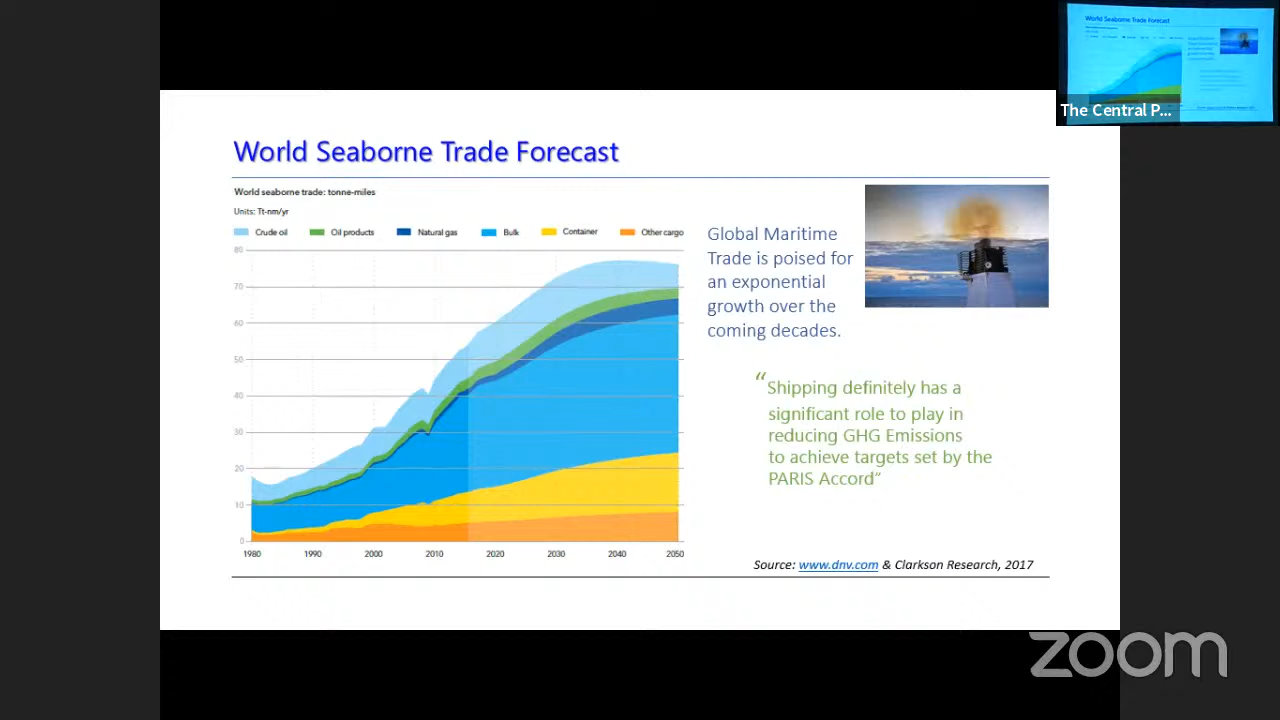 World Seaborne Trade Forecast
The Central P...
World Seaborne Trade Forecast
World seaborne trade: tonne-miles
Units: Tt-nm/yr
Crude oil Oil products Natural gas Bulk Container Other cargo
80
70
60
50
40
30
20
10
0
1980 1990 2000 2010 2020 2030 2040 2050
Global Maritime
Trade is poised for
an exponential
growth over the
coming decades.
“Shipping definitely has a
significant role to play in
reducing GHG Emissions
to achieve targets set by the
PARIS Accord”
Source: www.dnv.com & Clarkson Research, 2017
zoom